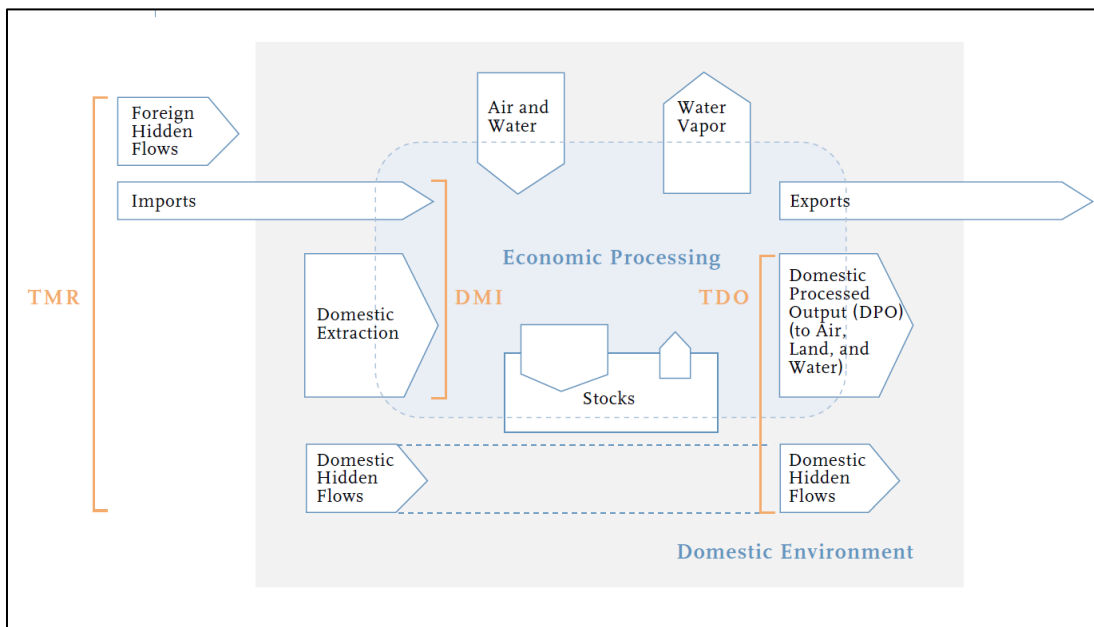 Foreign
Hidden
Flows
Air and
Water
Water
Vapor
Imports
Exports
Economic Processing
TMR
DMI
TDO
Domestic
Extraction
Domestic
Processed
Output (DPO)
(to Air,
Land, and
Water)
Stocks
Domestic
Hidden
Flows
Domestic
Hidden
Flows
Domestic Environment